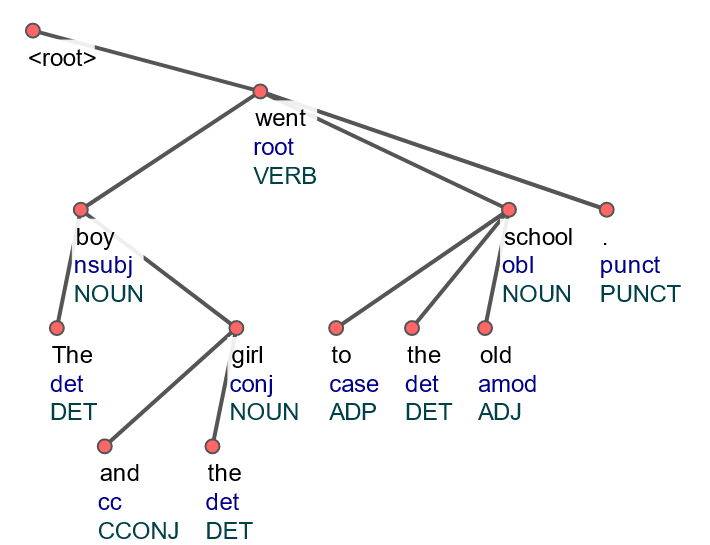 <root>
went
root
VERB
boy
nsubj
NOUN
school
obl
NOUN
.
punct
PUNCT
The
det
DET
girl
conj
NOUN
to
case
ADP
the
det
DET
old
amod
ADJ
and
cc
CCONJ
the
det
DET